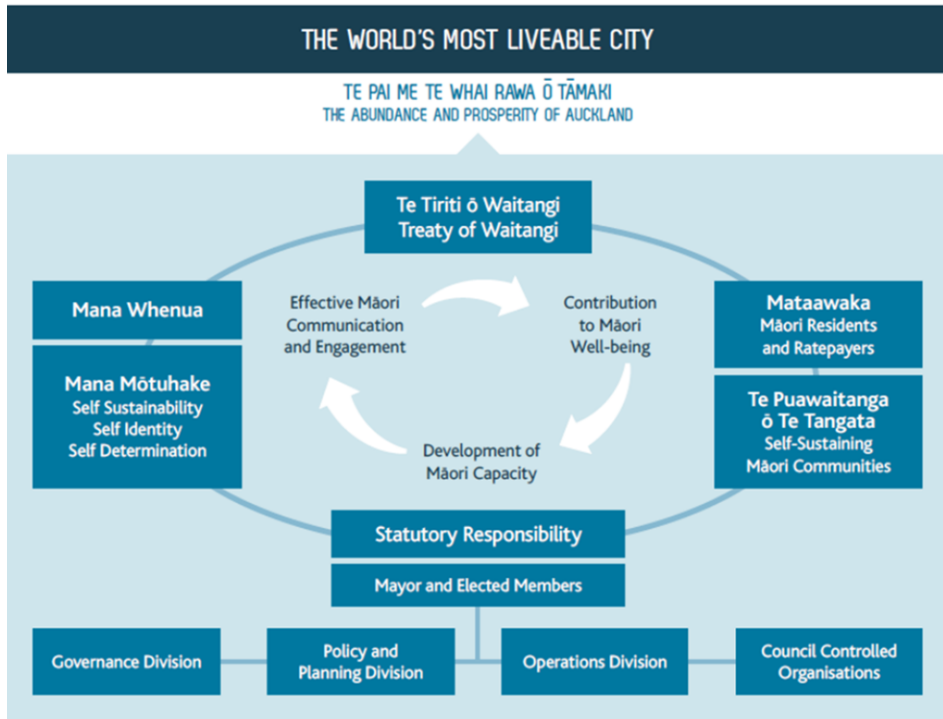 THE WORLD'S MOST LIVEABLE CITY
TE PAI ME TE WHAI RAWA Ō TĀMAKI
THE ABUNDANCE AND PROSPERITY OF AUCKLAND
Te Tiriti ō Waitangi
Treaty of Waitangi
Mana Whenua
Mana Mōtuhake
Self Sustainability
Self Identity
Self Determination
Effective Māori
Communication
and Engagement
Contribution
to Māori
Well-being
Development of
Māori Capacity
Mataawaka
Māori Residents
and Ratepayers
Te Puawaitanga
ō Te Tangata
Self-Sustaining
Māori Communities
Statutory Responsibility
Mayor and Elected Members
Governance Division
Policy and
Planning Division
Operations Division
Council Controlled
Organisations